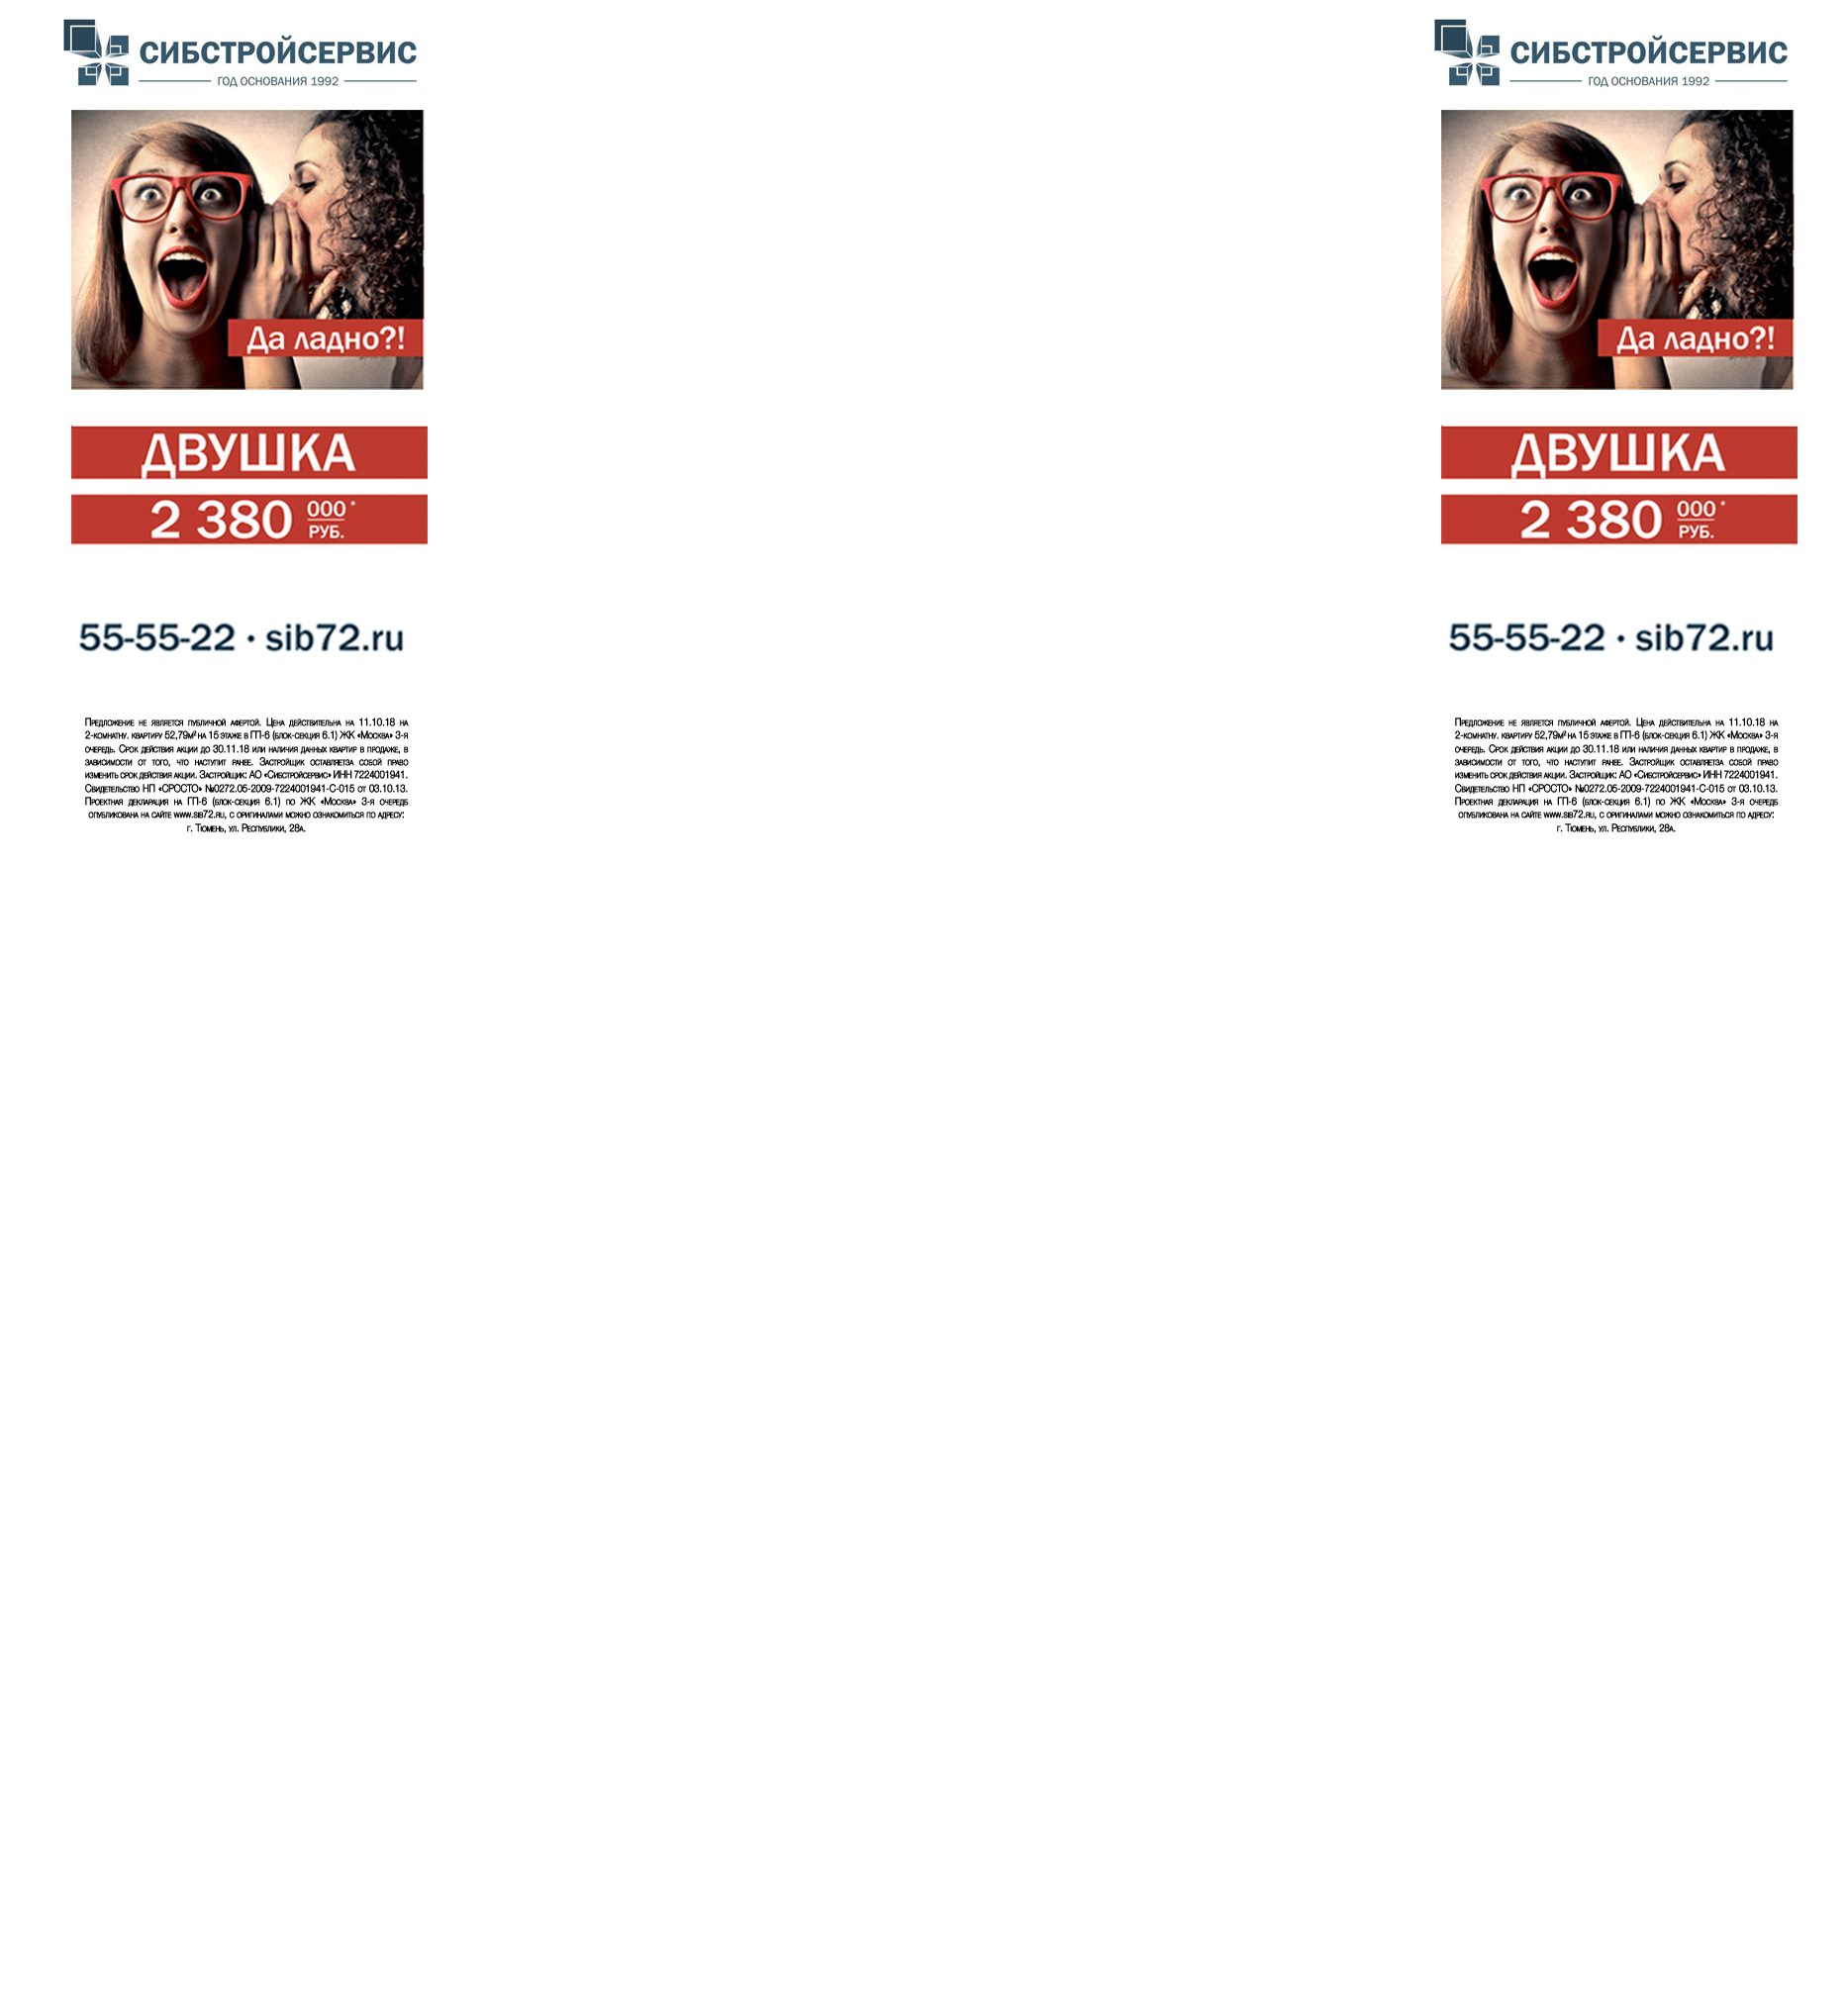 СИБСТРОЙСЕРВИС
ГОД ОСНОВАНИЯ 1992
Да ладно?!
ДВУШКА
2 380 000*
РУБ.
55-55-22 • sib72.ru
Предложение не является публичной афертой. Цена действительна на 11.10.18 на
2-комнатну. квартиру 52,79м² на 15 этаже в ГП-6 (блок-секция 6.1) ЖК «Москва» 3-я
очередь. Срок действия акции до 30.11.18 или наличия данных квартир в продаже, в
зависимости от того, что наступит ранее. Застройщик оставляетза собой право
изменить срок действия акции. Застройщик: АО «Сибстройсервис» ИНН 7224001941.
Свидетельство НП «СРОСТО» №0272.05-2009-7224001941-С-015 от 03.10.13.
Проектная декларация на ГП-6 (блок-секция 6.1) по ЖК «Москва» 3-я очередь
опубликована на сайте www.sib72.ru, с оригиналами можно ознакомиться по адресу:
г. Тюмень, ул. Республики, 28а.
СИБСТРОЙСЕРВИС
ГОД ОСНОВАНИЯ 1992
Да ладно?!
ДВУШКА
2 380 000*
РУБ.
55-55-22 • sib72.ru
Предложение не является публичной афертой. Цена действительна на 11.10.18 на
2-комнатну. квартиру 52,79м² на 15 этаже в ГП-6 (блок-секция 6.1) ЖК «Москва» 3-я
очередь. Срок действия акции до 30.11.18 или наличия данных квартир в продаже, в
зависимости от того, что наступит ранее. Застройщик оставляетза собой право
изменить срок действия акции. Застройщик: АО «Сибстройсервис» ИНН 7224001941.
Свидетельство НП «СРОСТО» №0272.05-2009-7224001941-С-015 от 03.10.13.
Проектная декларация на ГП-6 (блок-секция 6.1) по ЖК «Москва» 3-я очередь
опубликована на сайте www.sib72.ru, с оригиналами можно ознакомиться по адресу:
г. Тюмень, ул. Республики, 28а.